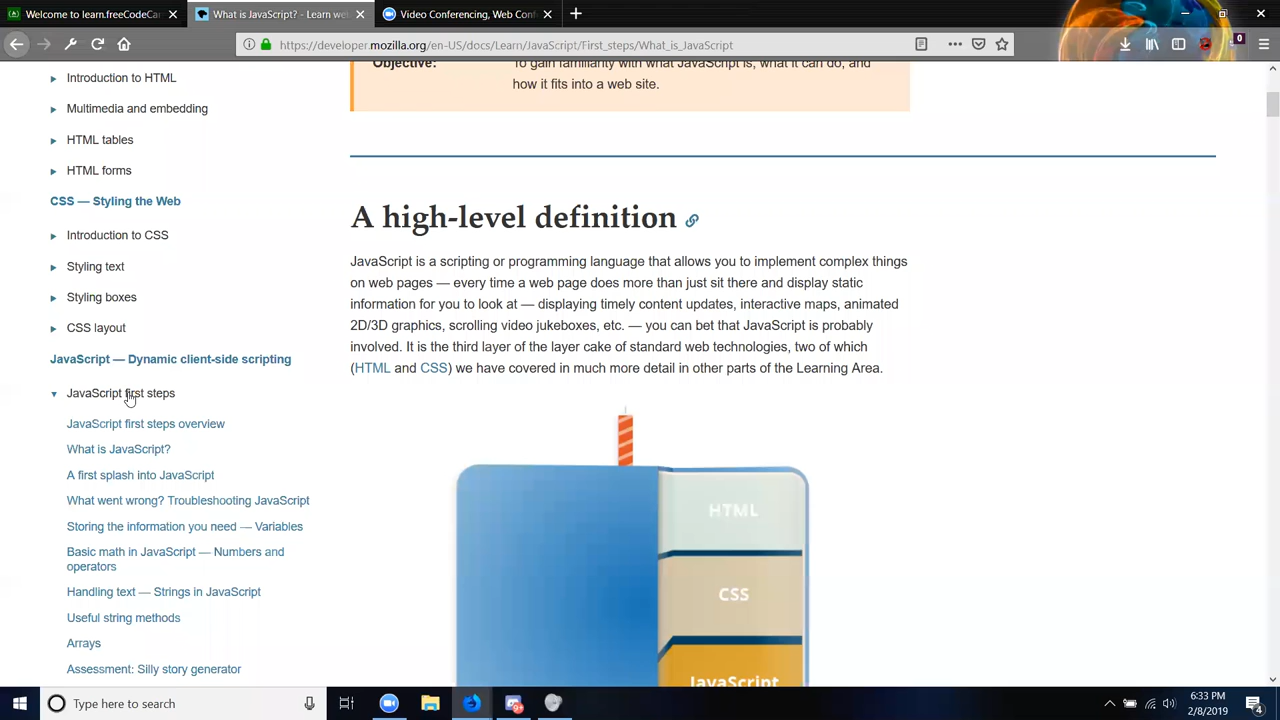 Welcome to learn.freeCodeCa
What is JavaScript? - Learn we
Video Conferencing, Web Con
https://developer.mozilla.org/en-US/docs/Learn/JavaScript/First_steps/What_is_JavaScript
0
Introduction to HTML
Multimedia and embedding
HTML tables
HTML forms
CSS — Styling the Web
Introduction to CSS
Styling text
Styling boxes
CSS layout
JavaScript — Dynamic client-side scripting
JavaScript first steps
JavaScript first steps overview
What is JavaScript?
A first splash into JavaScript
What went wrong? Troubleshooting JavaScript
Storing the information you need — Variables
Basic math in JavaScript — Numbers and
operators
Handling text — Strings in JavaScript
Useful string methods
Arrays
Assessment: Silly story generator
Objective:
To gain familiarity with what JavaScript is, what it can do, and
how it fits into a web site.
A high-level definition
JavaScript is a scripting or programming language that allows you to implement complex things
on web pages — every time a web page does more than just sit there and display static
information for you to look at — displaying timely content updates, interactive maps, animated
2D/3D graphics, scrolling video jukeboxes, etc. — you can bet that JavaScript is probably
involved. It is the third layer of the layer cake of standard web technologies, two of which
(HTML and CSS) we have covered in much more detail in other parts of the Learning Area.
HTML
CSS
JavaScript
Type here to search
6:33 PM
2/8/2019
4